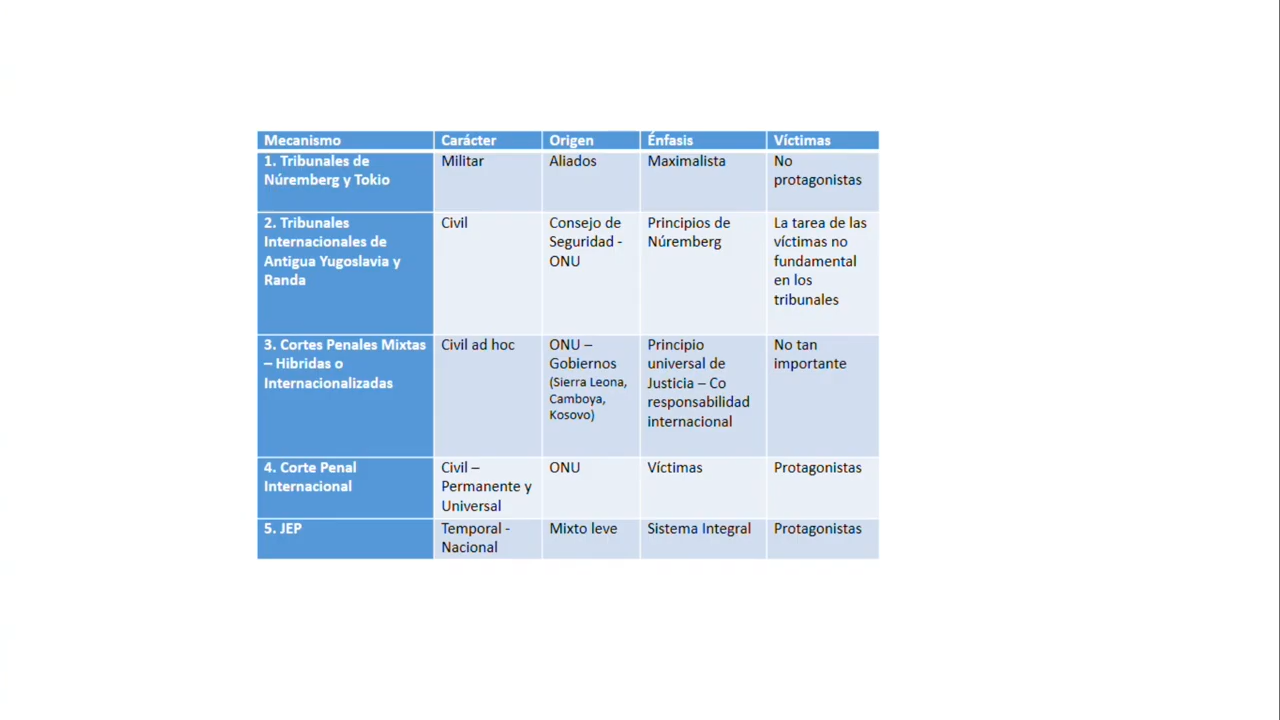 Mecanismo Carácter Origen Énfasis Víctimas
1. Tribunales de Núremberg y Tokio Militar Aliados Maximalista No protagonistas
2. Tribunales Internacionales de Antigua Yugoslavia y Randa Civil Consejo de Seguridad - ONU Principios de Núremberg La tarea de las víctimas no fundamental en los tribunales
3. Cortes Penales Mixtas – Hibridas o Internacionalizadas Civil ad hoc ONU – Gobiernos (Sierra Leona, Camboya, Kosovo) Principio universal de Justicia – Co responsabilidad internacional No tan importante
4. Corte Penal Internacional Civil – Permanente y Universal ONU Víctimas Protagonistas
5. JEP Temporal - Nacional Mixto leve Sistema Integral Protagonistas